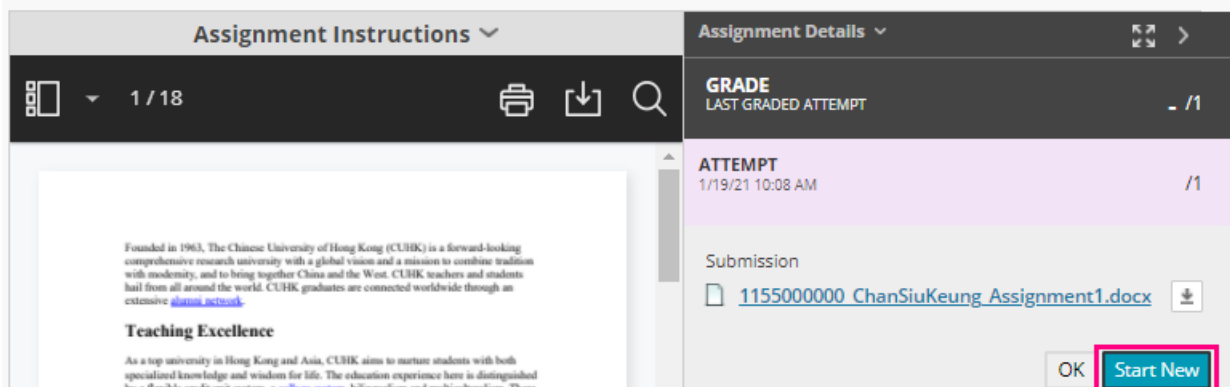 Assignment Instructions
1 / 18
Founded in 1963, The Chinese University of Hong Kong (CUHK) is a forward-looking
comprehensive research university with a global vision and a mission to combine tradition
with modernity, and to bring together China and the West. CUHK teachers and students
hail from all around the world. CUHK graduates are connected worldwide through an
extensive alumni network.
Teaching Excellence
As a top university in Hong Kong and Asia, CUHK aims to nurture students with both
specialized knowledge and wisdom for life. The education experience here is distinguished
Assignment Details
GRADE
LAST GRADED ATTEMPT
- /1
ATTEMPT
1/19/21 10:08 AM
/1
Submission
1155000000_ChanSiuKeung_Assignment1.docx
OK Start New